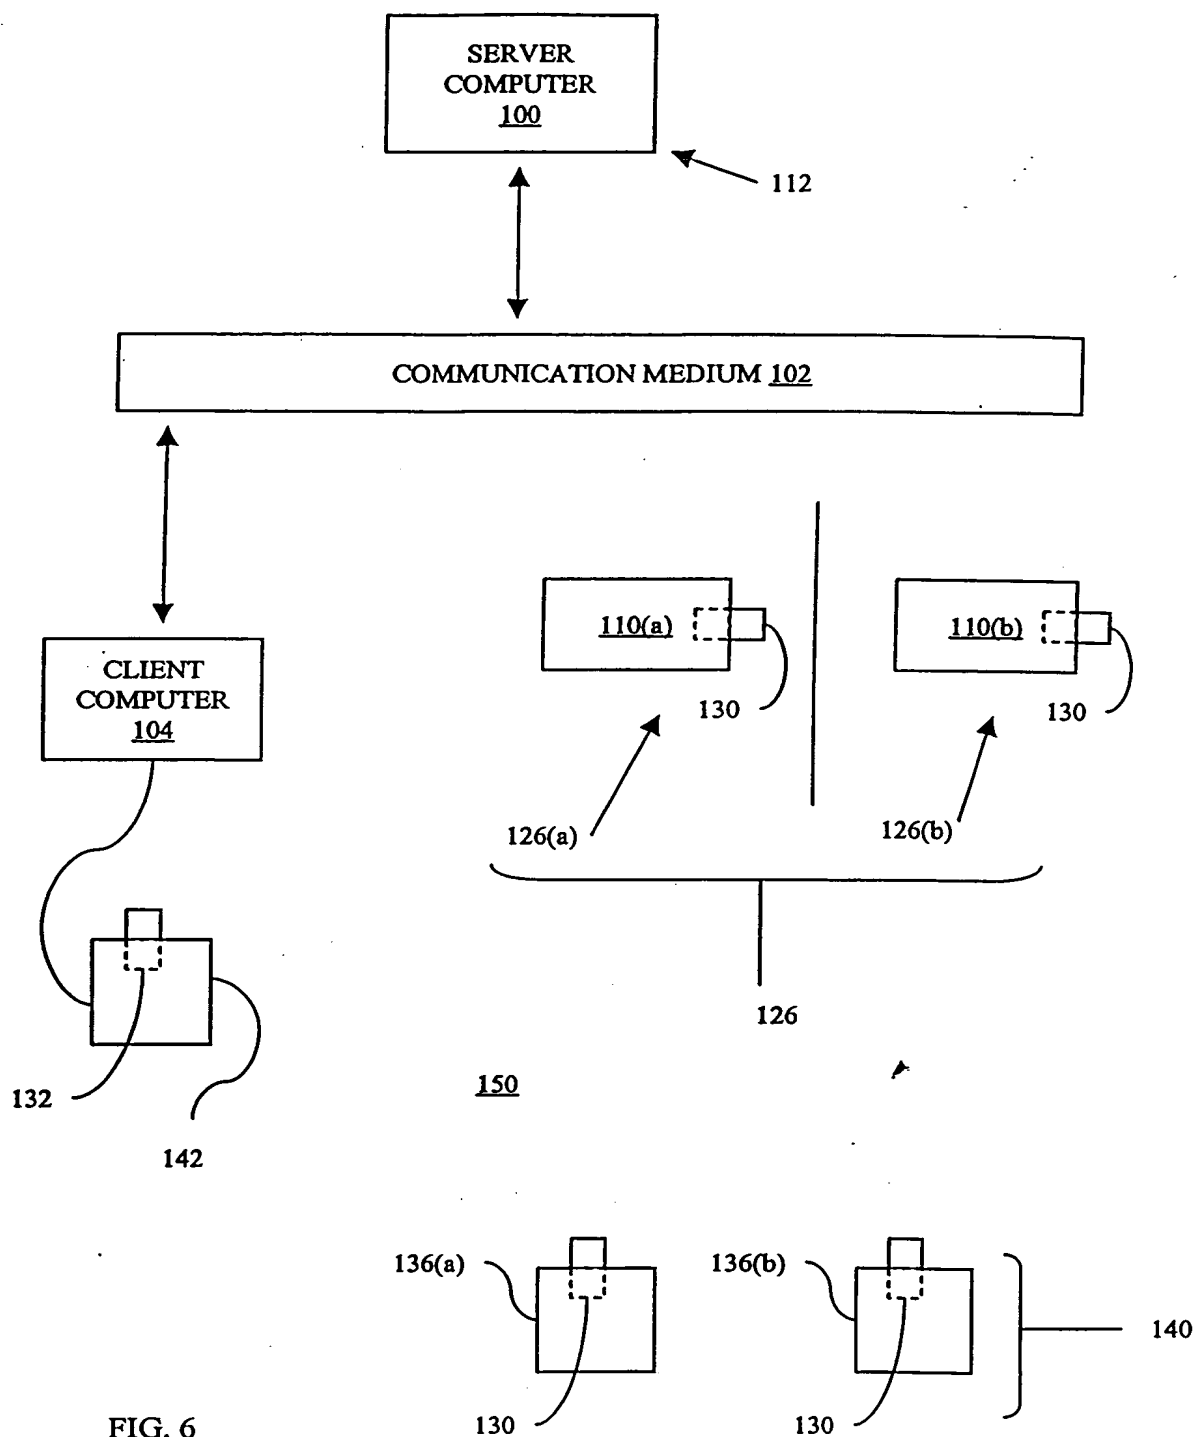 SERVER
COMPUTER
100
112
COMMUNICATION MEDIUM 102
CLIENT
COMPUTER
104
110(a)
110(b)
130
130
126(a)
126(b)
126
132
142
150
136(a)
136(b)
140
130
130
FIG. 6